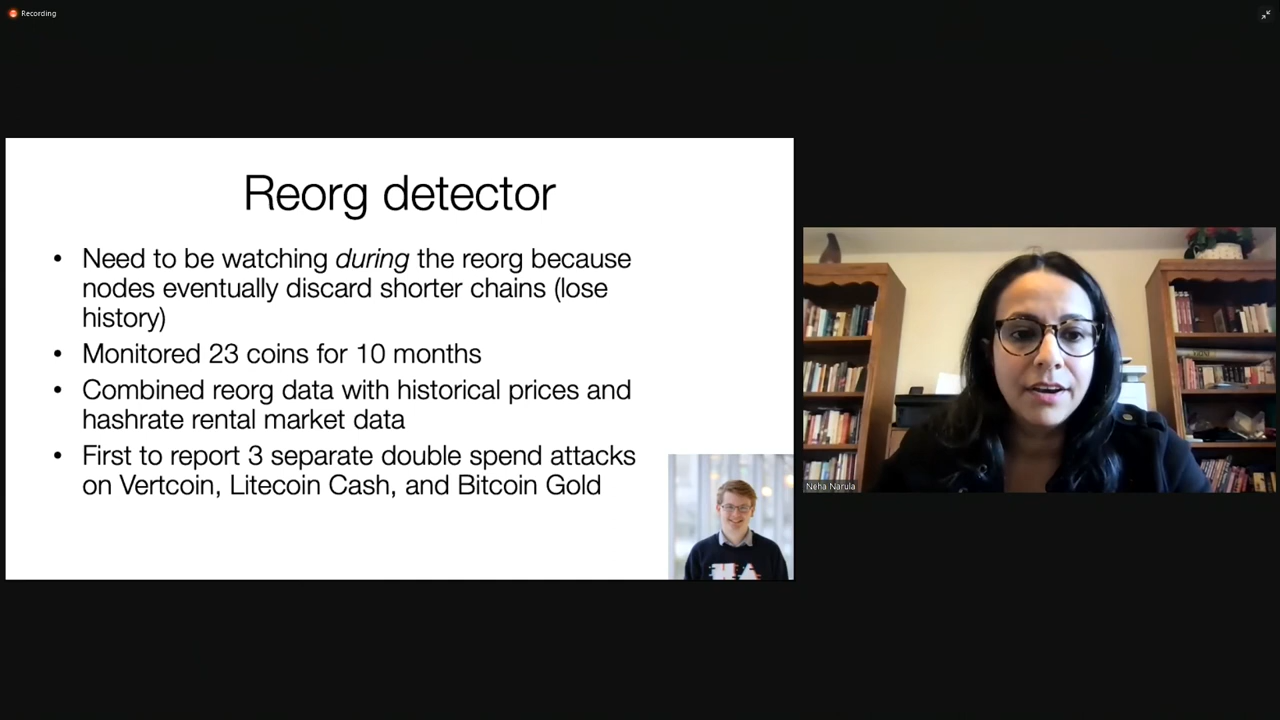 Recording
Reorg detector
• Need to be watching during the reorg because
nodes eventually discard shorter chains (lose
history)
• Monitored 23 coins for 10 months
• Combined reorg data with historical prices and
hashrate rental market data
• First to report 3 separate double spend attacks
on Vertcoin, Litecoin Cash, and Bitcoin Gold
Neha Narula